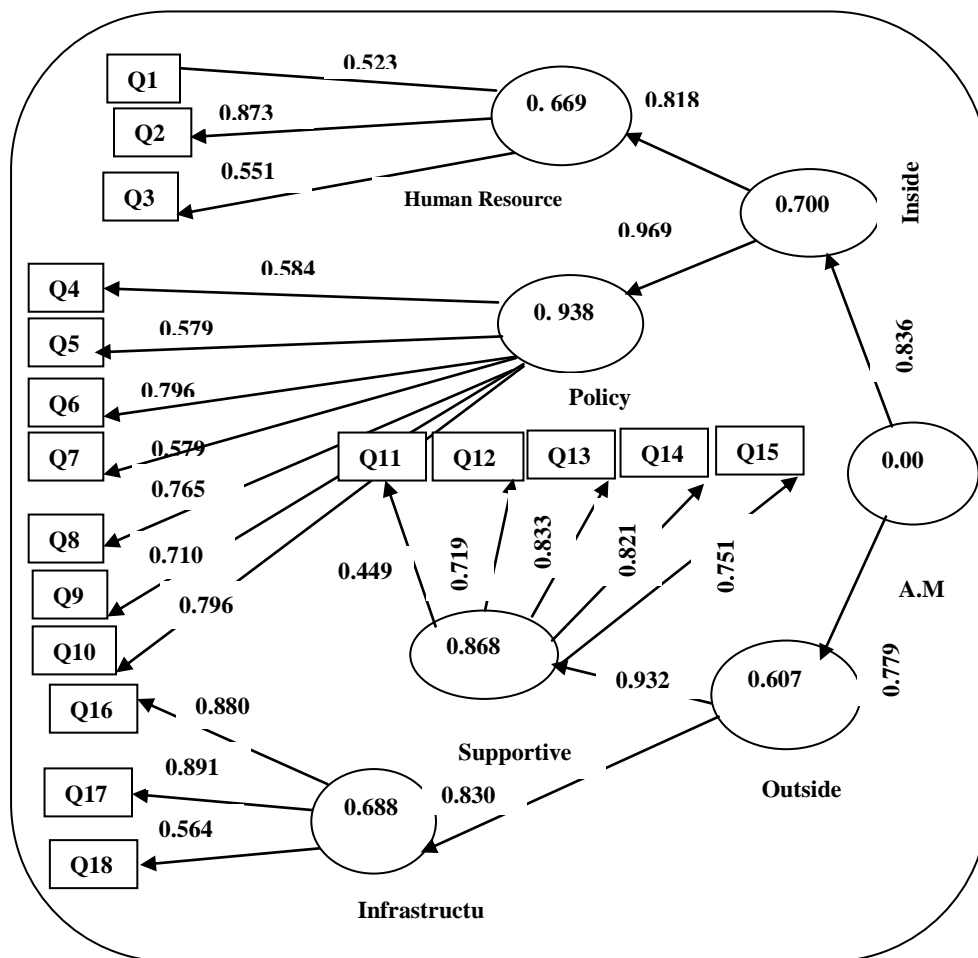 Q1
0.523
0. 669
0.818
Q2
0.873
Q3
0.551
Human Resource
0.700
Inside
0.969
Q4
0.584
0. 938
Q5
0.579
0.836
Q6
0.796
Policy
Q7
0.579
Q11
Q12
Q13
Q14
Q15
0.00
0.765
Q8
0.710
0.449
0.719
0.833
0.821
0.751
Q9
0.796
A.M
Q10
0.868
0.932
0.607
0.779
Q16
0.880
Supportive
Q17
0.891
0.688
0.830
Outside
0.564
Q18
Infrastructu